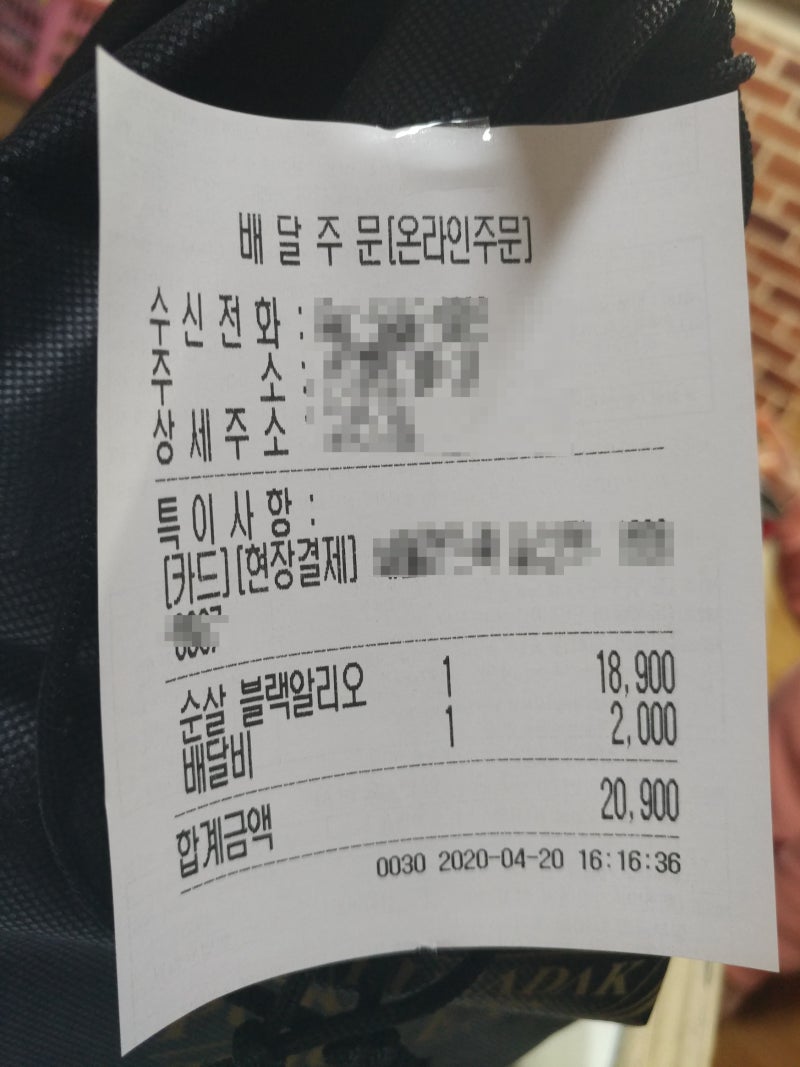 배 달 주 문[온라인주문]
수 신 전 화 :
주 소 :
상 세 주 소 :
특 이 사 항 :
[카드][현장결제]
순살 블랙알리오 1 18,900
배달비 1 2,000
합계금액 20,900
0030 2020-04-20 16:16:36
ADAK